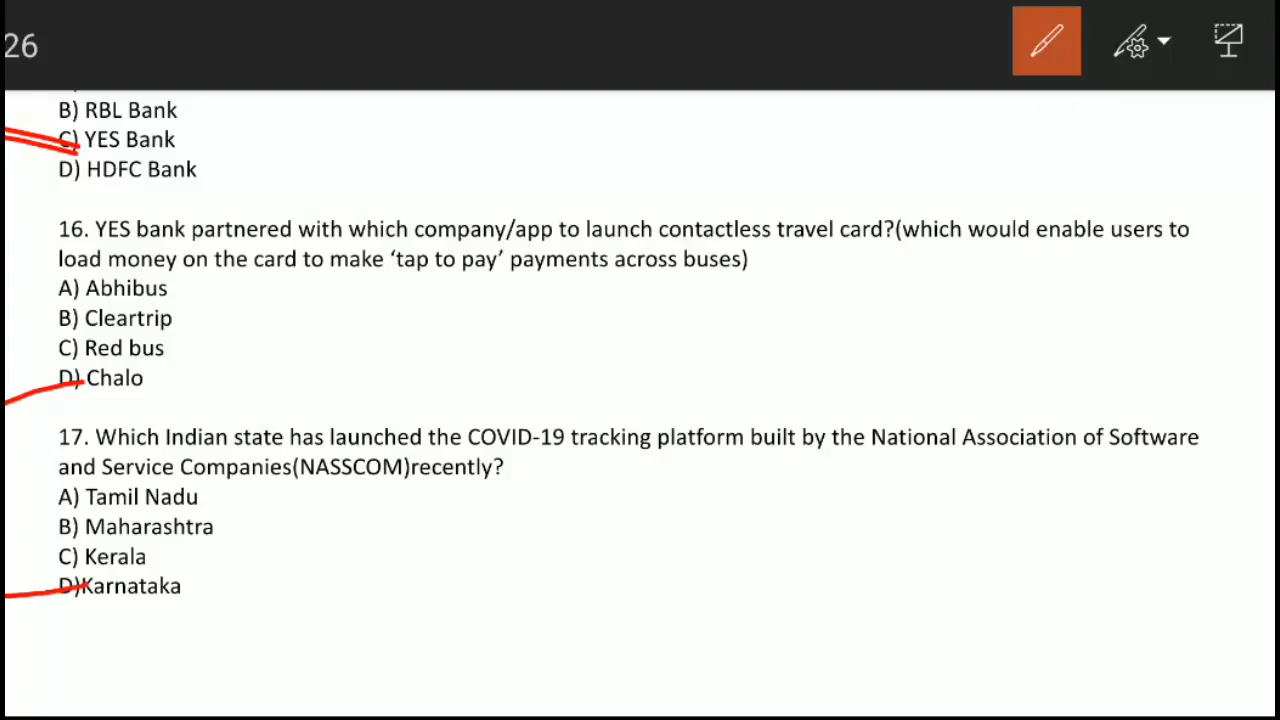 26
B) RBL Bank
C) YES Bank
D) HDFC Bank
16. YES bank partnered with which company/app to launch contactless travel card?(which would enable users to
load money on the card to make ‘tap to pay’ payments across buses)
A) Abhibus
B) Cleartrip
C) Red bus
D) Chalo
17. Which Indian state has launched the COVID-19 tracking platform built by the National Association of Software
and Service Companies(NASSCOM)recently?
A) Tamil Nadu
B) Maharashtra
C) Kerala
D)Karnataka